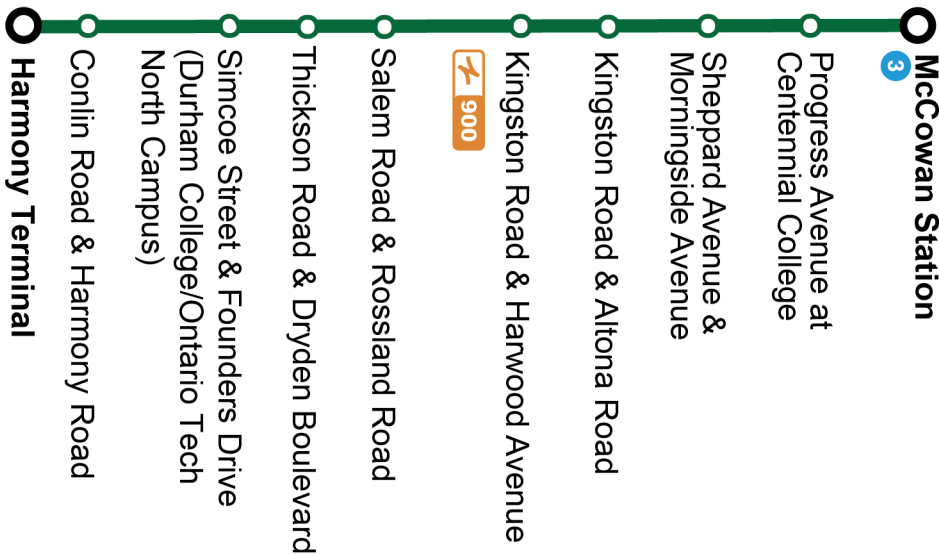 McCowan Station
3
Progress Avenue at
Centennial College
Sheppard Avenue &
Morningside Avenue
Kingston Road & Altona Road
Kingston Road & Harwood Avenue
900
Salem Road & Rossland Road
Thickson Road & Dryden Boulevard
Simcoe Street & Founders Drive
(Durham College/Ontario Tech
North Campus)
Conlin Road & Harmony Road
Harmony Terminal